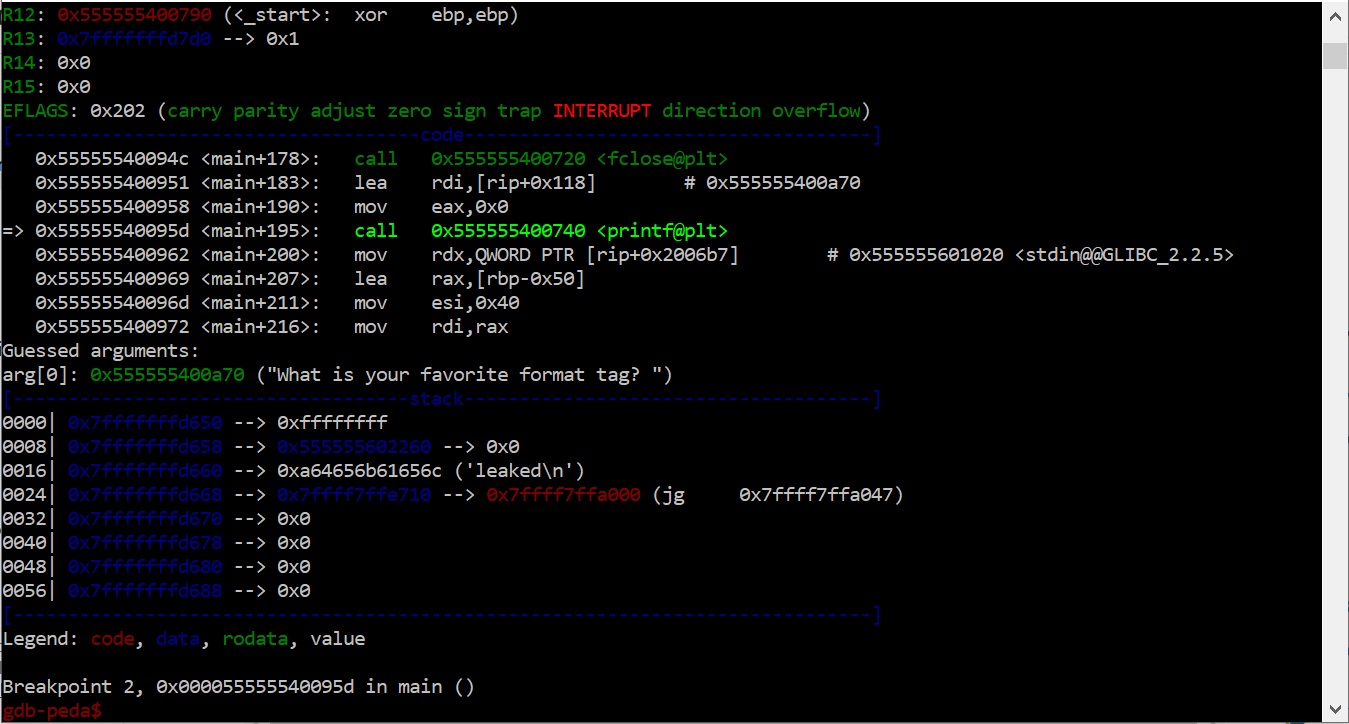 R12: 0x555555400790 (<_start>: xor ebp,ebp)
R13: 0x7fffffffd7d0 --> 0x1
R14: 0x0
R15: 0x0
EFLAGS: 0x202 (carry parity adjust zero sign trap INTERRUPT direction overflow)
[-------------------------------------code-------------------------------------]
   0x55555540094c <main+178>:	call   0x555555400720 <fclose@plt>
   0x555555400951 <main+183>:	lea    rdi,[rip+0x118]        # 0x555555400a70
   0x555555400958 <main+190>:	mov    eax,0x0
=> 0x55555540095d <main+195>:	call   0x555555400740 <printf@plt>
   0x555555400962 <main+200>:	mov    rdx,QWORD PTR [rip+0x2006b7]        # 0x555555601020 <stdin@@GLIBC_2.2.5>
   0x555555400969 <main+207>:	lea    rax,[rbp-0x50]
   0x55555540096d <main+211>:	mov    esi,0x40
   0x555555400972 <main+216>:	mov    rdi,rax
Guessed arguments:
arg[0]: 0x555555400a70 ("What is your favorite format tag? ")
[------------------------------------stack-------------------------------------]
0000| 0x7fffffffd650 --> 0xffffffff
0008| 0x7fffffffd658 --> 0x555555602260 --> 0x0
0016| 0x7fffffffd660 --> 0xa64656b61656c ('leaked\n')
0024| 0x7fffffffd668 --> 0x7ffff7ffe710 --> 0x7ffff7ffa000 (jg     0x7ffff7ffa047)
0032| 0x7fffffffd670 --> 0x0
0040| 0x7fffffffd678 --> 0x0
0048| 0x7fffffffd680 --> 0x0
0056| 0x7fffffffd688 --> 0x0
[------------------------------------------------------------------------------]
Legend: code, data, rodata, value
Breakpoint 2, 0x000055555540095d in main ()
gdb-peda$